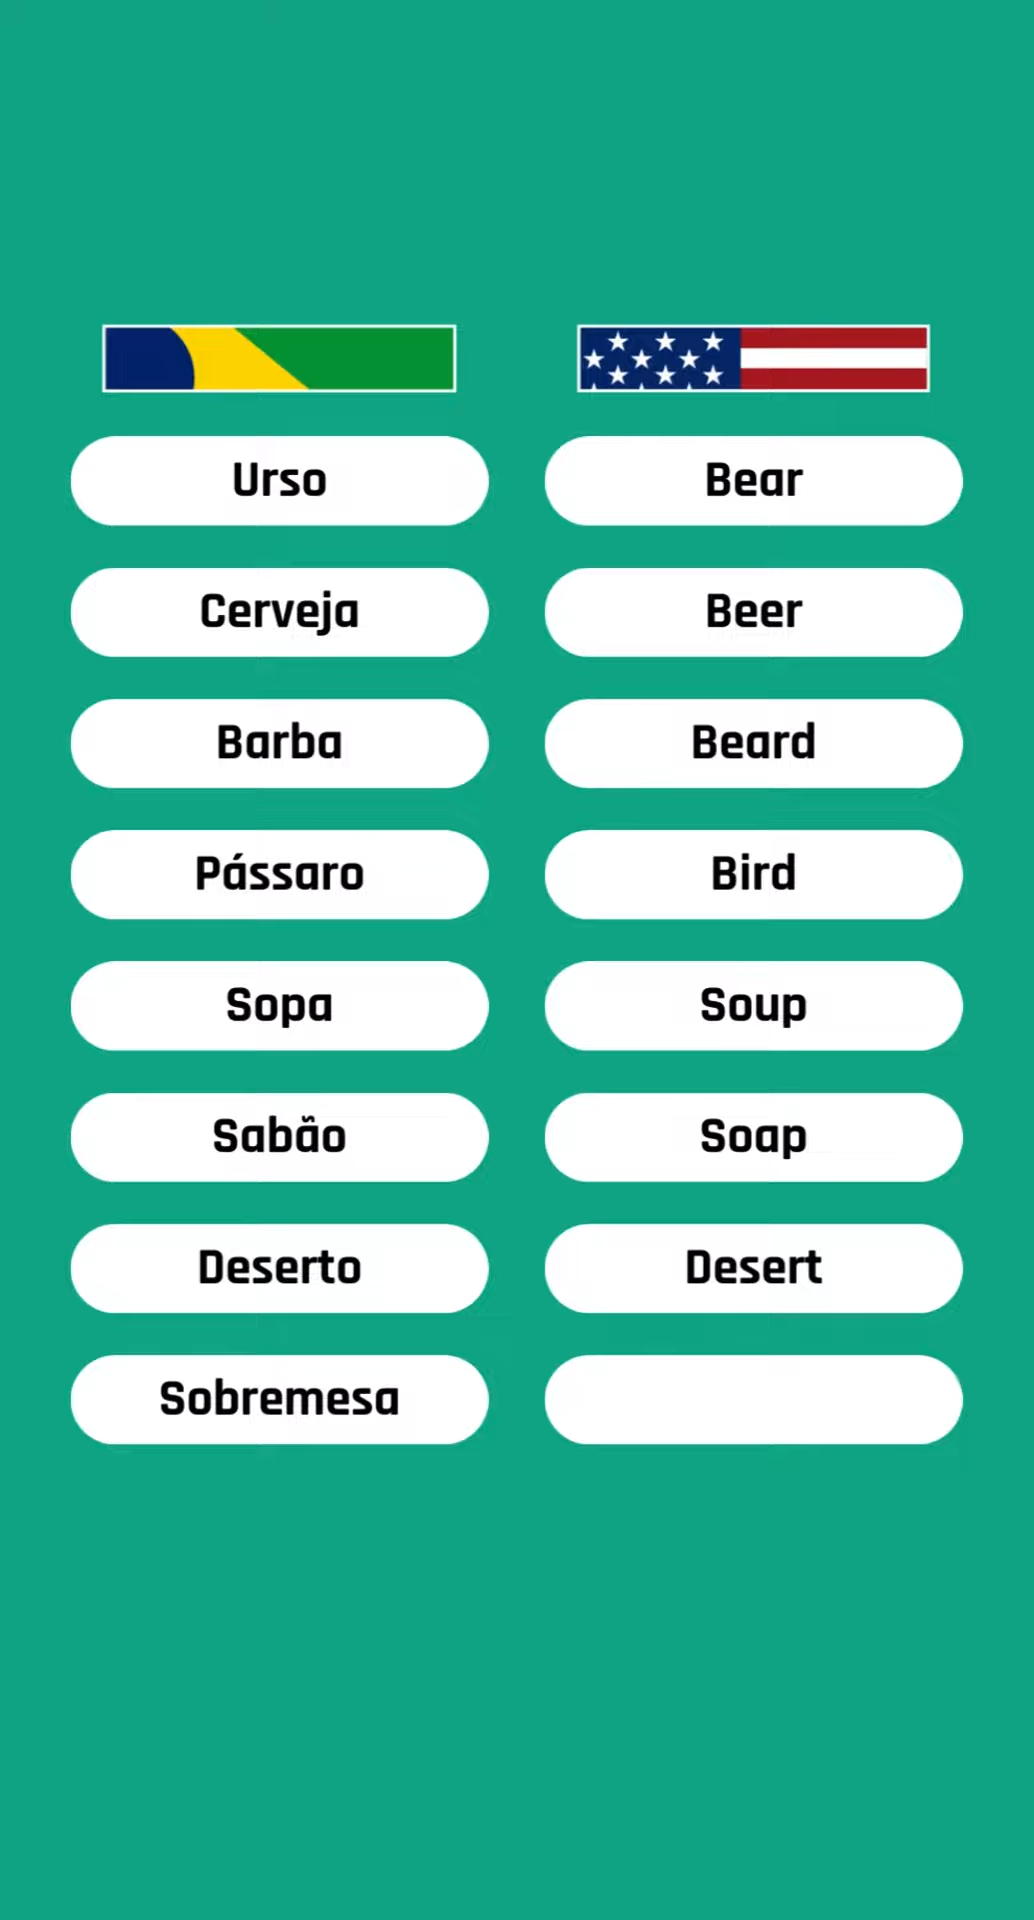 Urso Bear
Cerveja Beer
Barba Beard
Pássaro Bird
Sopa Soup
Sabão Soap
Deserto Desert
Sobremesa